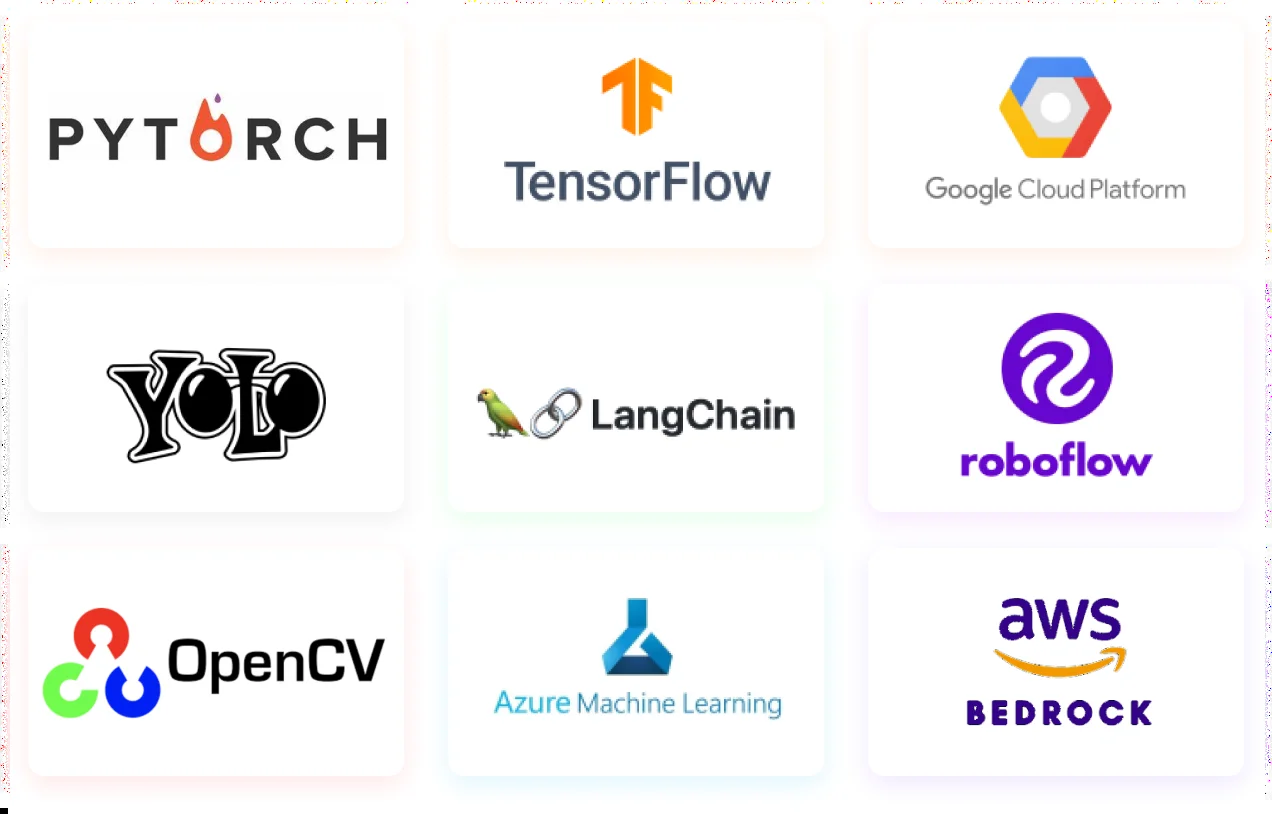 PYTORCH
TensorFlow
Google Cloud Platform
YOLO
LangChain
roboflow
OpenCV
Azure Machine Learning
aws
BEDROCK